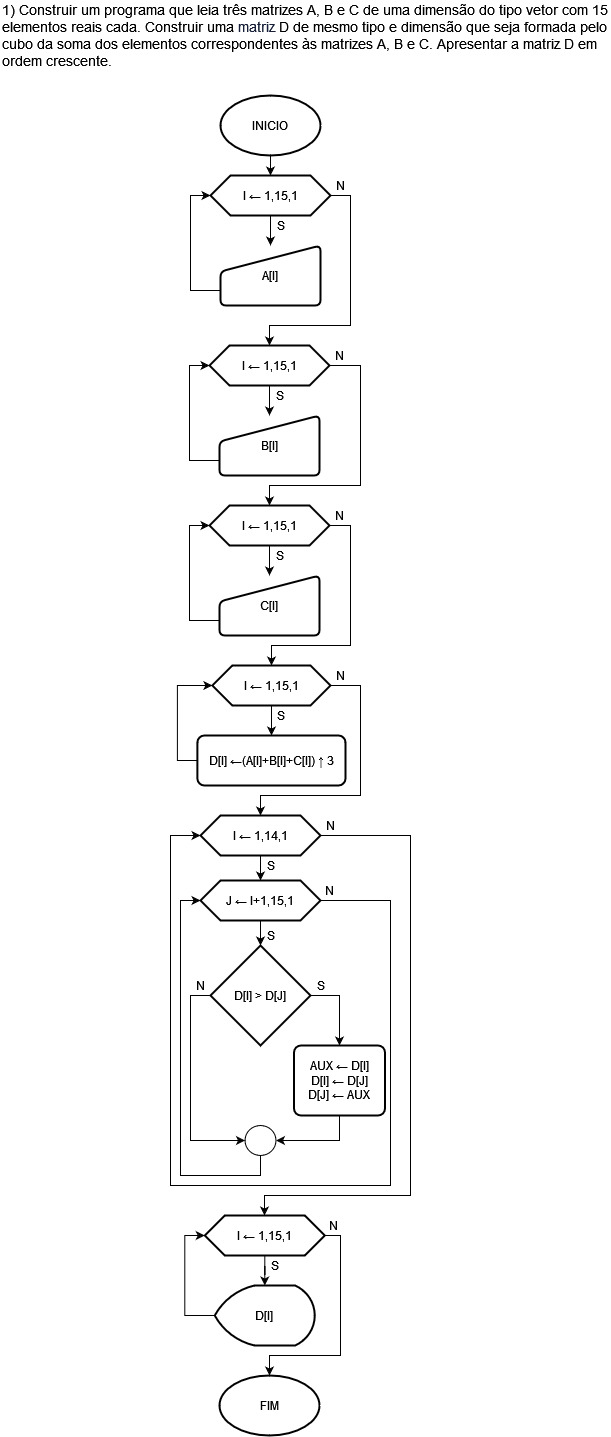 1) Construir um programa que leia três matrizes A, B e C de uma dimensão do tipo vetor com 15
elementos reais cada. Construir uma matriz D de mesmo tipo e dimensão que seja formada pelo
cubo da soma dos elementos correspondentes às matrizes A, B e C. Apresentar a matriz D em
ordem crescente.
INICIO
I ← 1,15,1
N
S
A[I]
I ← 1,15,1
N
S
B[I]
I ← 1,15,1
N
S
C[I]
I ← 1,15,1
N
S
D[I] ←(A[I]+B[I]+C[I]) ↑ 3
I ← 1,14,1
N
S
J ← I+1,15,1
N
S
N
D[I] > D[J]
S
AUX ← D[I]
D[I] ← D[J]
D[J] ← AUX
I ← 1,15,1
N
S
D[I]
FIM